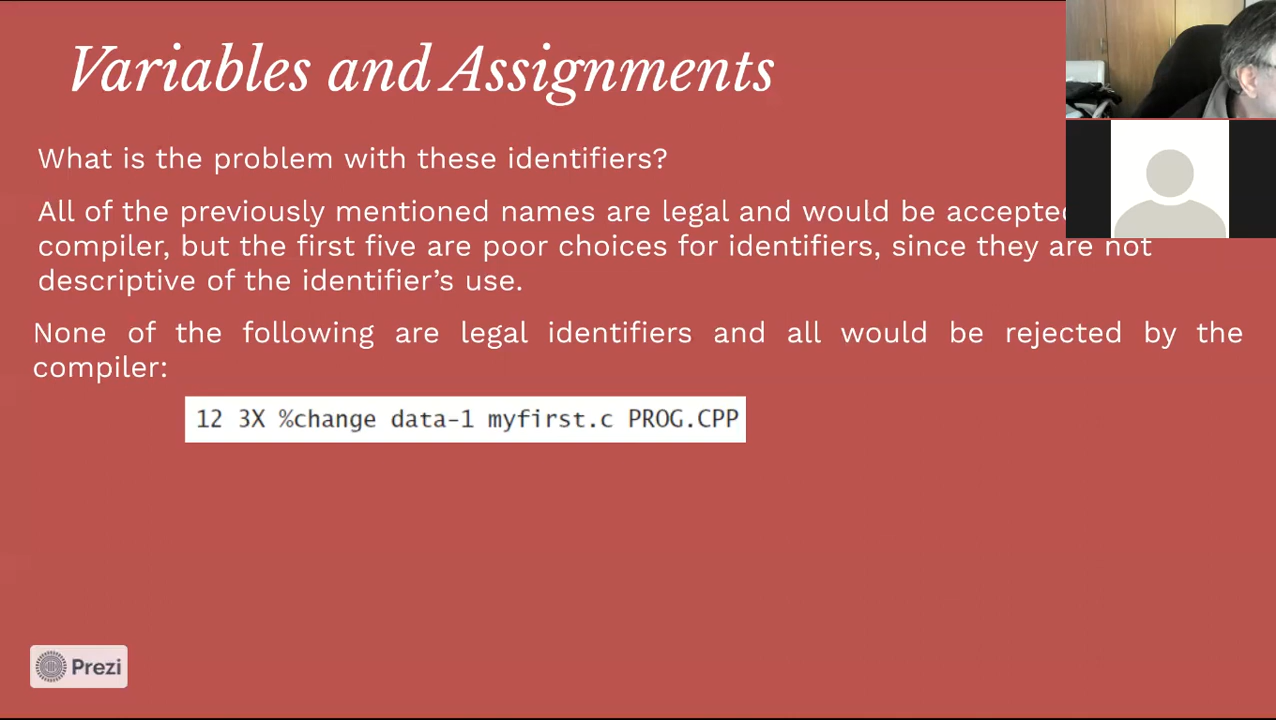 Variables and Assignments
What is the problem with these identifiers?
All of the previously mentioned names are legal and would be accepted
compiler, but the first five are poor choices for identifiers, since they are not
descriptive of the identifier’s use.
None of the following are legal identifiers and all would be rejected by the
compiler:
12 3X %change data-1 myfirst.c PROG.CPP
Prezi